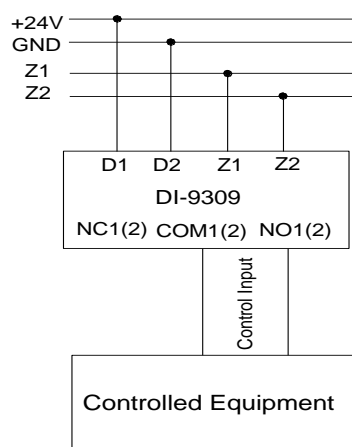 +24V
GND
Z1
Z2
D1 D2 Z1 Z2
DI-9309
NC1(2) COM1(2) NO1(2)
Control Input
Controlled Equipment